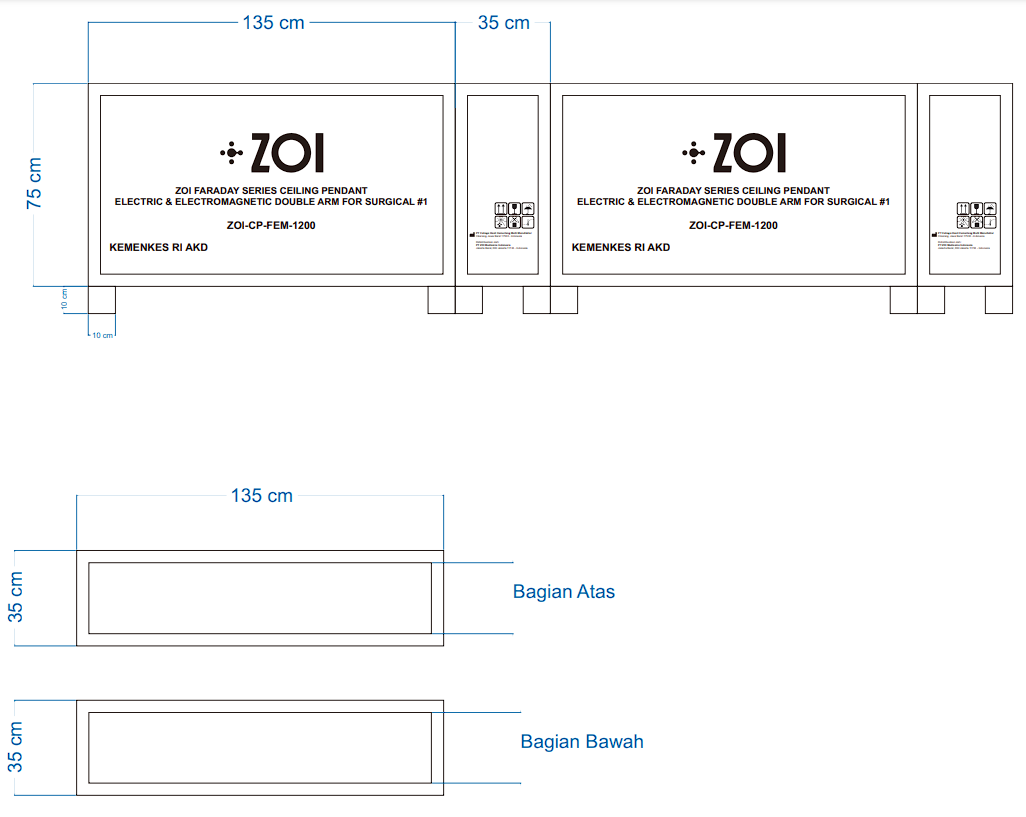 135 cm
35 cm
75 cm
ZOI
ZOI FARADAY SERIES CEILING PENDANT
ELECTRIC & ELECTROMAGNETIC DOUBLE ARM FOR SURGICAL #1
ZOI-CP-FEM-1200
KEMENKES RI AKD
ZOI
ZOI FARADAY SERIES CEILING PENDANT
ELECTRIC & ELECTROMAGNETIC DOUBLE ARM FOR SURGICAL #1
ZOI-CP-FEM-1200
KEMENKES RI AKD
10 cm
10 cm
135 cm
35 cm
Bagian Atas
35 cm
Bagian Bawah